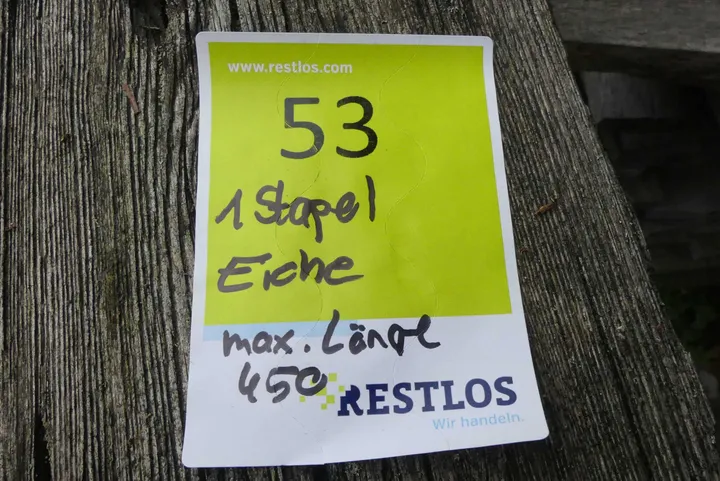 www.restlos.com
53
1 Stapel
Eiche
max. Länge
450
RESTLOS
Wir handeln.